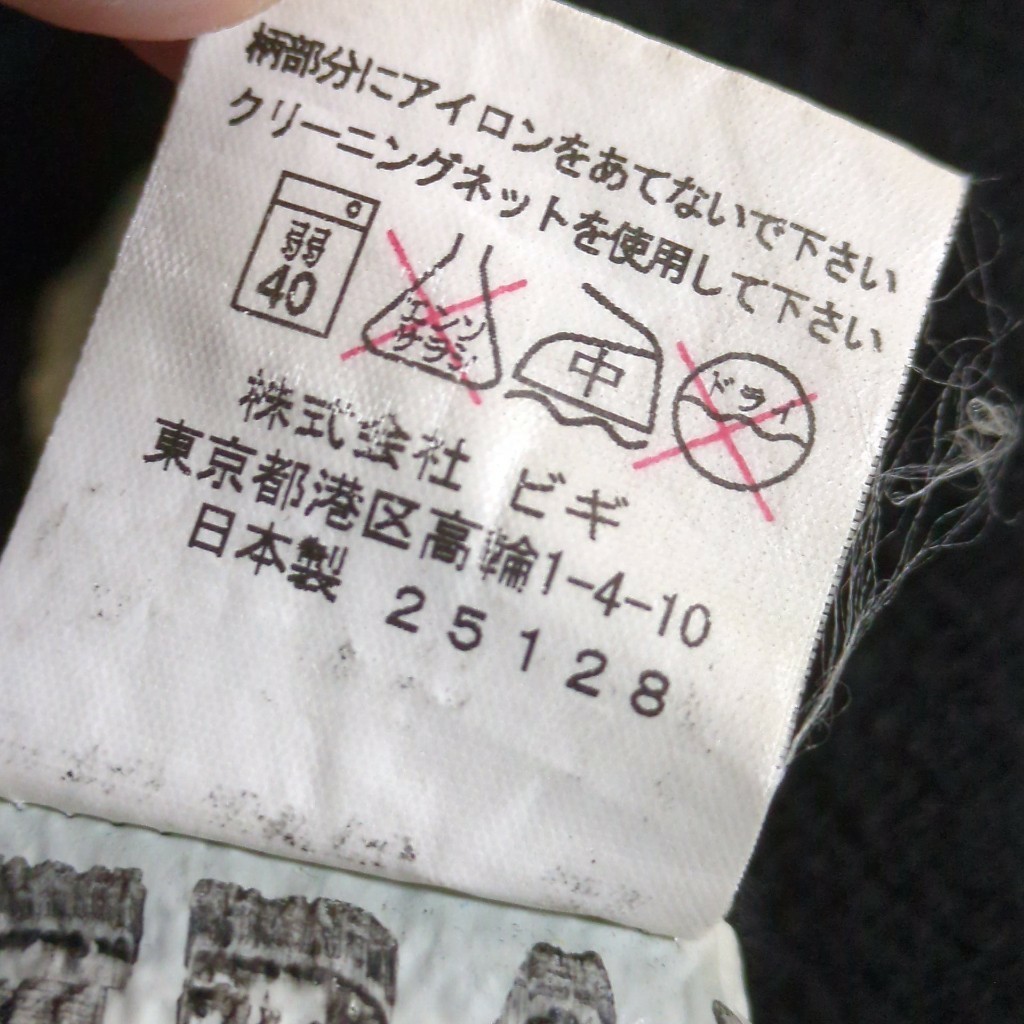 柄部分にアイロンをあてないで下さい
クリーニングネットを使用して下さい
弱
40
エンソ
サラシ
中
ドライ
株式会社 ビギ
東京都港区高輪1-4-10
日本製 25128